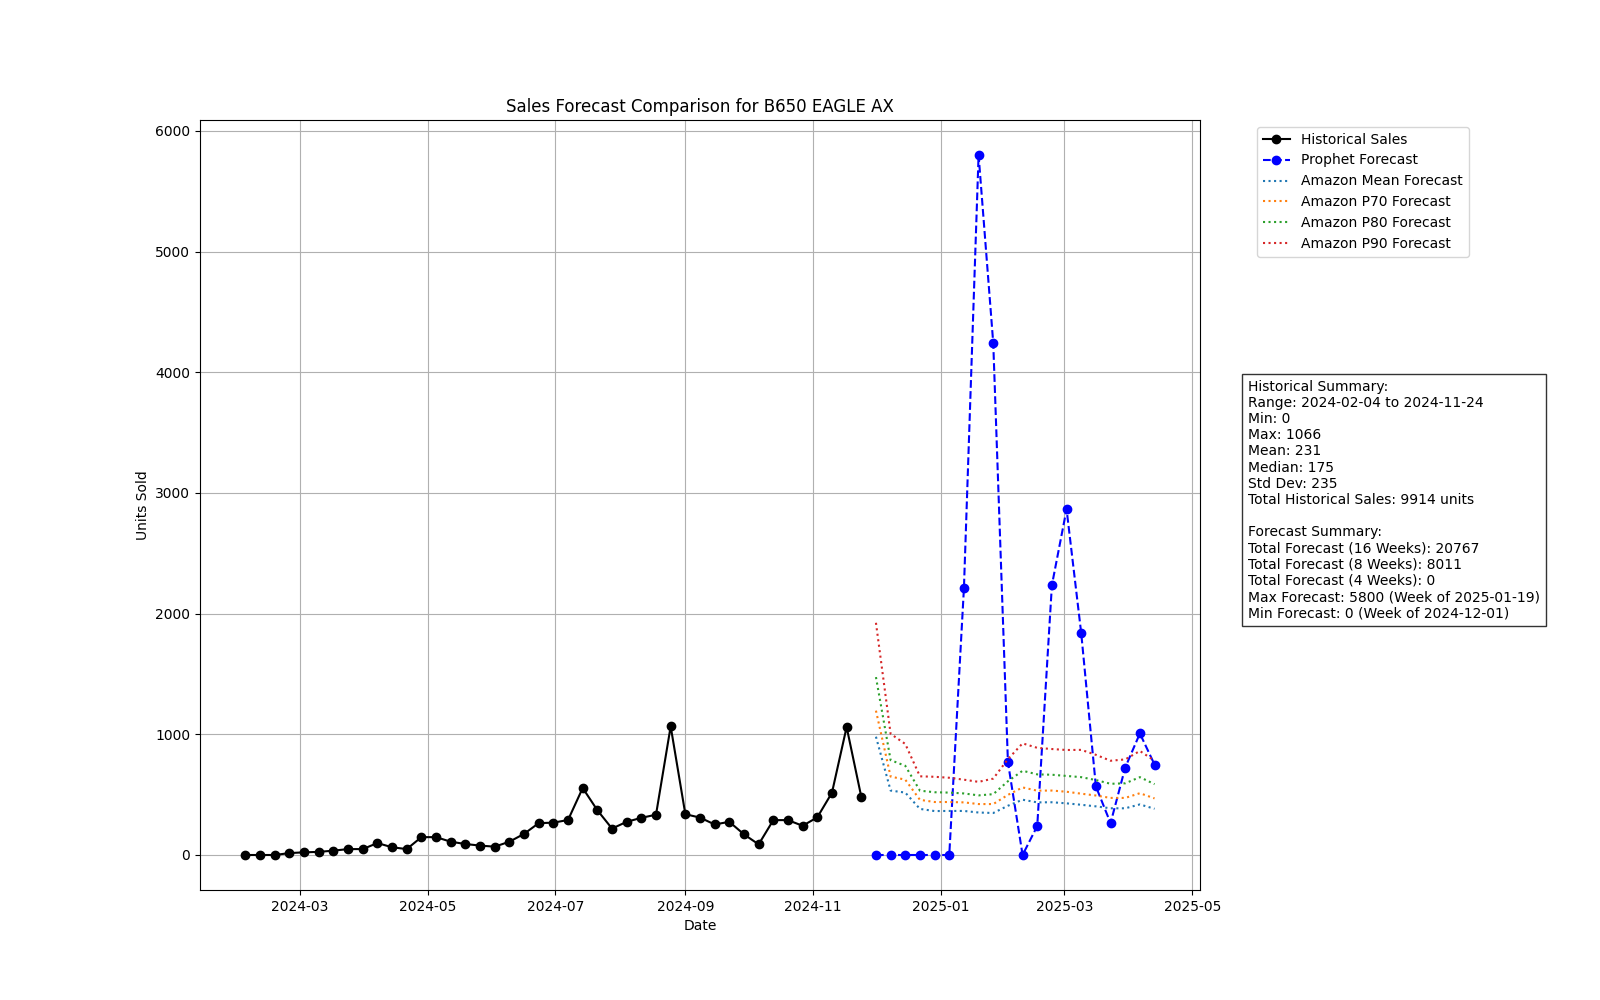 Sales Forecast Comparison for B650 EAGLE AX
6000
5000
4000
3000
2000
1000
0
Units Sold
2024-03
2024-05
2024-07
2024-09
2024-11
2025-01
2025-03
2025-05
Date
Historical Sales
Prophet Forecast
Amazon Mean Forecast
Amazon P70 Forecast
Amazon P80 Forecast
Amazon P90 Forecast
Historical Summary:
Range: 2024-02-04 to 2024-11-24
Min: 0
Max: 1066
Mean: 231
Median: 175
Std Dev: 235
Total Historical Sales: 9914 units
Forecast Summary:
Total Forecast (16 Weeks): 20767
Total Forecast (8 Weeks): 8011
Total Forecast (4 Weeks): 0
Max Forecast: 5800 (Week of 2025-01-19)
Min Forecast: 0 (Week of 2024-12-01)